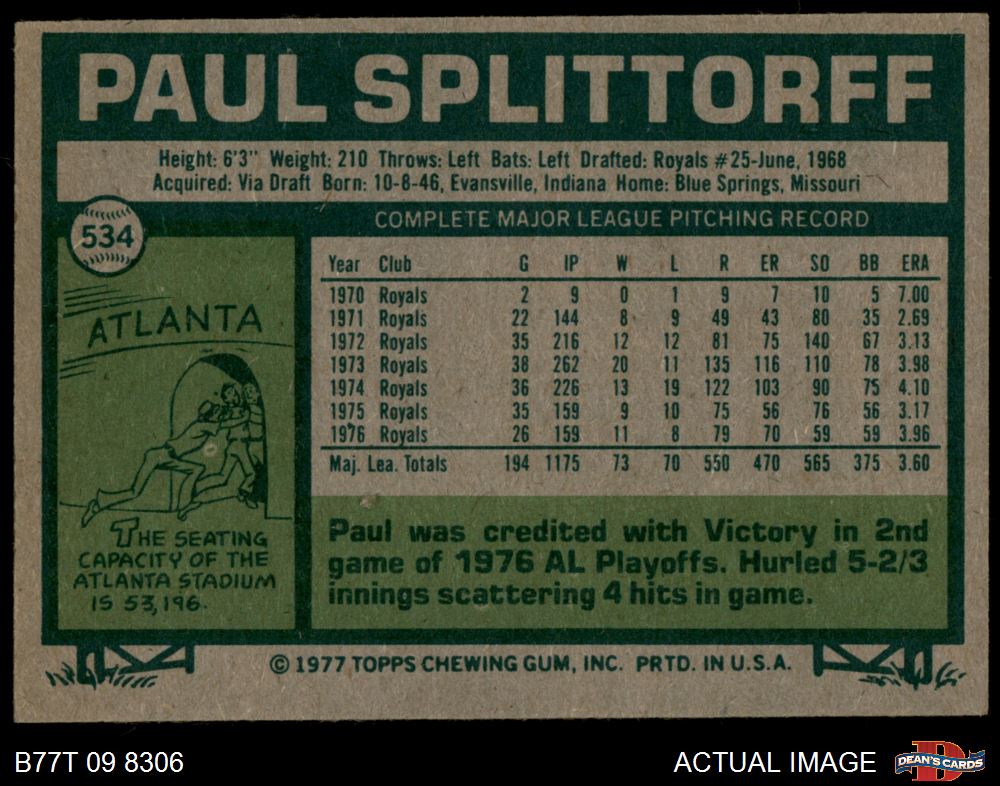 PAUL SPLITTORFF
Height: 6'3" Weight: 210 Throws: Left Bats: Left Drafted: Royals #25-June, 1968
Acquired: Via Draft Born: 10-8-46, Evansville, Indiana Home: Blue Springs, Missouri
534
COMPLETE MAJOR LEAGUE PITCHING RECORD
Year Club G IP W L R ER SO BB ERA
1970 Royals 2 9 0 1 9 7 10 5 7.00
1971 Royals 22 144 8 9 49 43 80 35 2.69
1972 Royals 35 216 12 12 81 75 140 67 3.13
1973 Royals 38 262 20 11 135 116 110 78 3.98
1974 Royals 36 226 13 19 122 103 90 75 4.10
1975 Royals 35 159 9 10 75 56 76 56 3.17
1976 Royals 26 159 11 8 79 70 59 59 3.96
Maj. Lea. Totals 194 1175 73 70 550 470 565 375 3.60
ATLANTA
THE SEATING
CAPACITY OF THE
ATLANTA STADIUM
IS 53,196.
Paul was credited with Victory in 2nd
game of 1976 AL Playoffs. Hurled 5-2/3
innings scattering 4 hits in game.
© 1977 TOPPS CHEWING GUM, INC. PRTD. IN U.S.A.
B77T 09 8306
ACTUAL IMAGE
D
DEAN'S CARDS